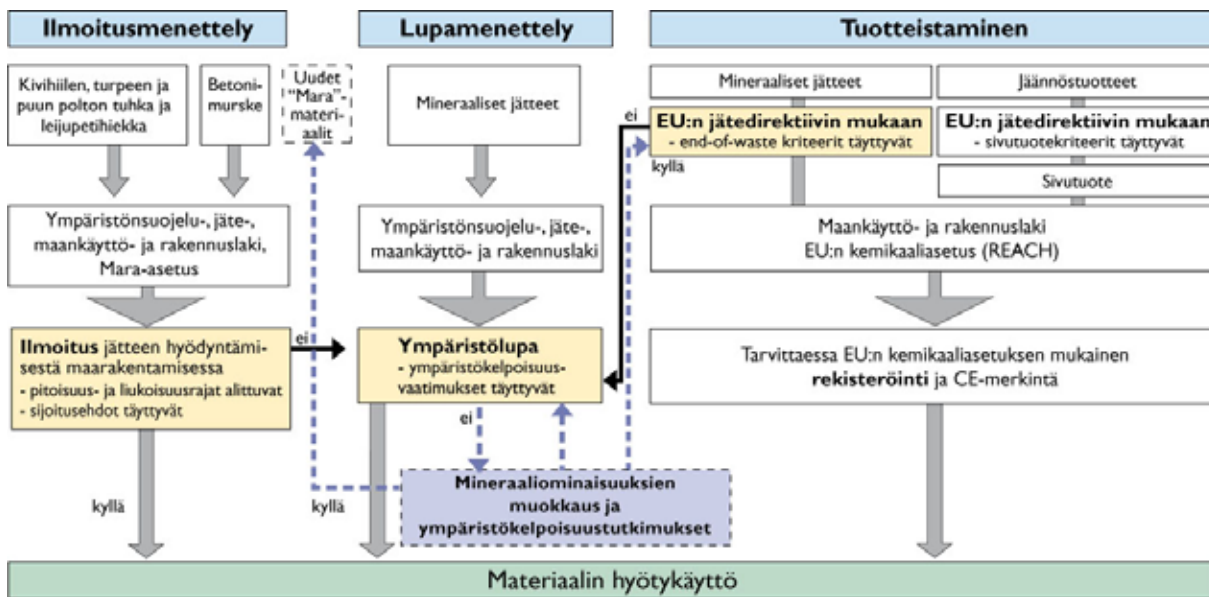 Ilmoitusmenettely
Kivihiilen, turpeen ja
puun polton tuhka ja
leijupetihiekka
Betoni-
murske
Uudet
“Mara”-
materi-
aalit
Ympäristönsuojelu-, jäte-,
maankäyttö- ja rakennuslaki,
Mara-asetus
Ilmoitus jätteen hyödyntämi-
sestä maarakentamisessa
- pitoisuus- ja liukoisuusrajat alittuvat
- sijoitusehdot täyttyvät
ei
kyllä
Lupamenettely
Mineraaliset jätteet
Ympäristönsuojelu-, jäte-,
maankäyttö- ja rakennuslaki
Ympäristölupa
- ympäristökelpoisuus-
vaatimukset täyttyvät
ei
kyllä
Mineraaliominaisuuksien
muokkaus ja
ympäristökelpoisuustutkimukset
Tuotteistaminen
Mineraaliset jätteet
ei
EU:n jätedirektiivin mukaan
- end-of-waste kriteerit täyttyvät
kyllä
Jäännöstuotteet
EU:n jätedirektiivin mukaan
- sivutuotekriteerit täyttyvät
Sivutuote
Maankäyttö- ja rakennuslaki
EU:n kemikaaliasetus (REACH)
Tarvittaessa EU:n kemikaaliasetuksen mukainen
rekisteröinti ja CE-merkintä
Materiaalin hyötykäyttö